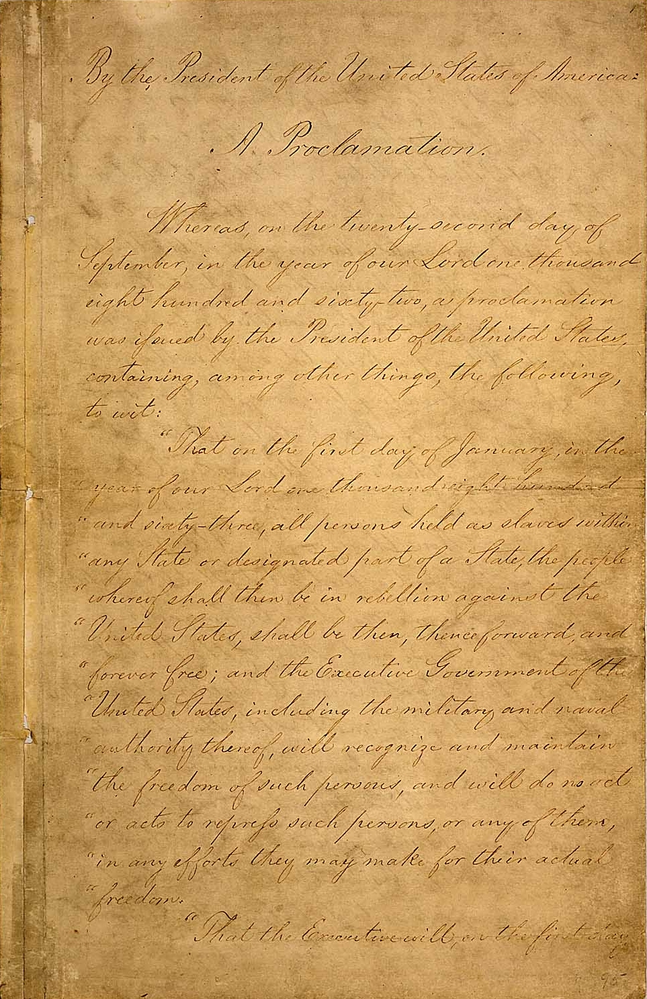 By the President of the United States of America:
A Proclamation.
Whereas, on the twenty-second day of
September, in the year of our Lord one thousand
eight hundred and sixty-two, a proclamation
was issued by the President of the United States,
containing, among other things, the following,
to wit:
"That on the first day of January, in the
"year of our Lord one thousand eight hundred
"and sixty-three, all persons held as slaves within
"any State or designated part of a State, the people
"whereof shall then be in rebellion against the
"United States, shall be then, thenceforward, and
"forever free; and the Executive Government of the
"United States, including the military and naval
"authority thereof, will recognize and maintain
"the freedom of such persons, and will do no act
"or acts to repress such persons, or any of them,
"in any efforts they may make for their actual
"freedom.
"That the Executive will, on the first day
95